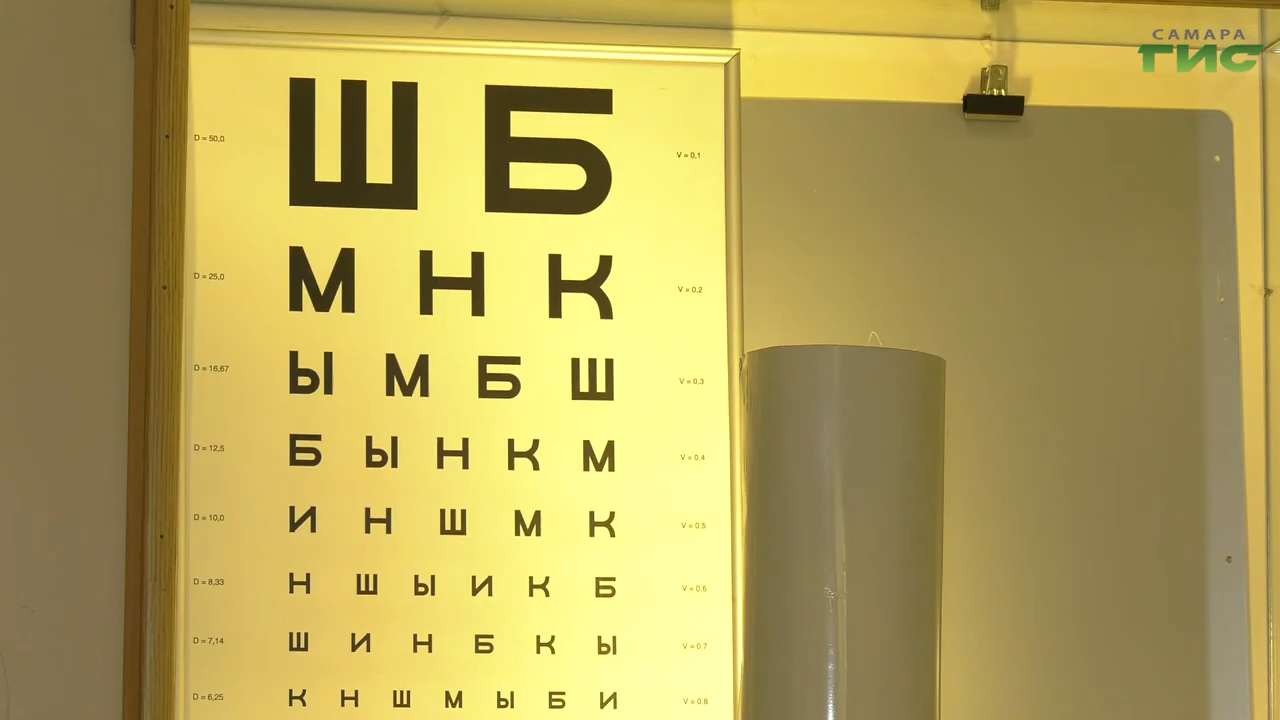 САМАРА
ГИС
D = 50,0 Ш Б V = 0,1
D = 25,0 М Н К V = 0,2
D = 16,67 Ы М Б Ш V = 0,3
D = 12,5 Б Ы Н К М V = 0,4
D = 10,0 И Н Ш М К V = 0,5
D = 8,33 Н Ш Ы И К Б V = 0,6
D = 7,14 Ш И Н Б К Ы V = 0,7
D = 6,25 К Н Ш М Ы Б И V = 0,8